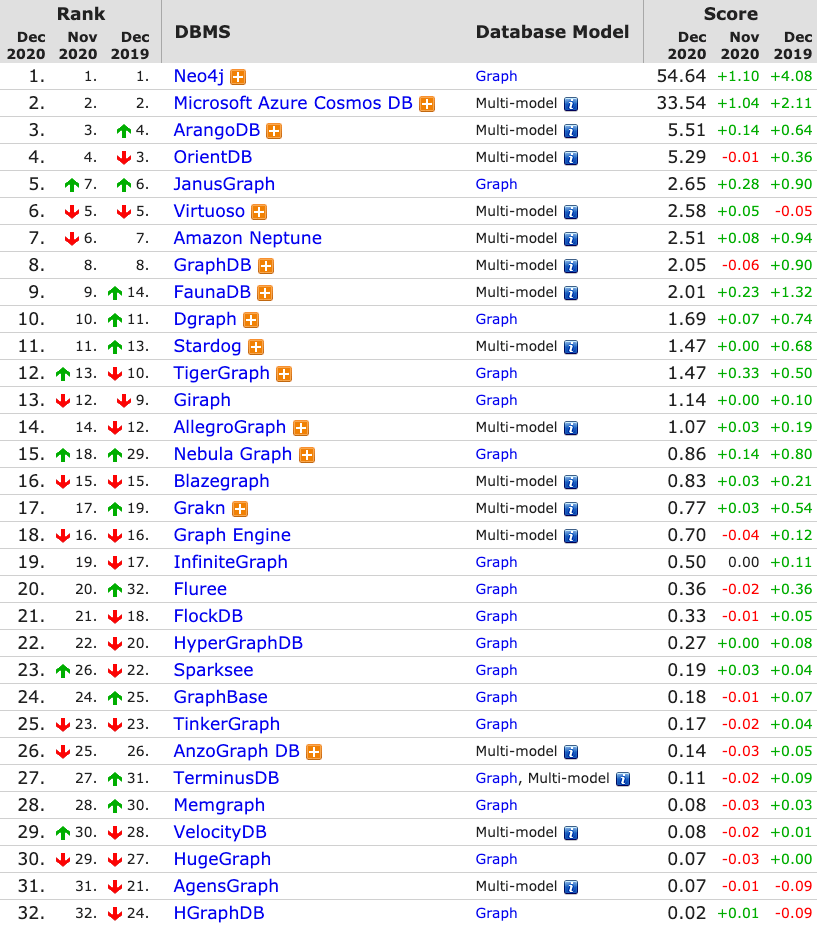 Rank DBMS Database Model Score
Dec 2020 Nov 2020 Dec 2019 Dec 2020 Nov 2020 Dec 2019
1. 1. 1. Neo4j Graph 54.64 +1.10 +4.08
2. 2. 2. Microsoft Azure Cosmos DB Multi-model 33.54 +1.04 +2.11
3. 3. 4. ArangoDB Multi-model 5.51 +0.14 +0.64
4. 4. 3. OrientDB Multi-model 5.29 -0.01 +0.36
5. 7. 6. JanusGraph Graph 2.65 +0.28 +0.90
6. 5. 5. Virtuoso Multi-model 2.58 +0.05 -0.05
7. 6. 7. Amazon Neptune Multi-model 2.51 +0.08 +0.94
8. 8. 8. GraphDB Multi-model 2.05 -0.06 +0.90
9. 9. 14. FaunaDB Multi-model 2.01 +0.23 +1.32
10. 10. 11. Dgraph Graph 1.69 +0.07 +0.74
11. 11. 13. Stardog Multi-model 1.47 +0.00 +0.68
12. 13. 10. TigerGraph Graph 1.47 +0.33 +0.50
13. 12. 9. Giraph Graph 1.14 +0.00 +0.10
14. 14. 12. AllegroGraph Multi-model 1.07 +0.03 +0.19
15. 18. 29. Nebula Graph Graph 0.86 +0.14 +0.80
16. 15. 15. Blazegraph Multi-model 0.83 +0.03 +0.21
17. 17. 19. Grakn Multi-model 0.77 +0.03 +0.54
18. 16. 16. Graph Engine Multi-model 0.70 -0.04 +0.12
19. 19. 17. InfiniteGraph Graph 0.50 0.00 +0.11
20. 20. 32. Fluree Graph 0.36 -0.02 +0.36
21. 21. 18. FlockDB Graph 0.33 -0.01 +0.05
22. 22. 20. HyperGraphDB Graph 0.27 +0.00 +0.08
23. 26. 22. Sparksee Graph 0.19 +0.03 +0.04
24. 24. 25. GraphBase Graph 0.18 -0.01 +0.07
25. 23. 23. TinkerGraph Graph 0.17 -0.02 +0.04
26. 25. 26. AnzoGraph DB Multi-model 0.14 -0.03 +0.05
27. 27. 31. TerminusDB Graph, Multi-model 0.11 -0.02 +0.09
28. 28. 30. Memgraph Graph 0.08 -0.03 +0.03
29. 30. 28. VelocityDB Multi-model 0.08 -0.02 +0.01
30. 29. 27. HugeGraph Graph 0.07 -0.03 +0.00
31. 31. 21. AgensGraph Multi-model 0.07 -0.01 -0.09
32. 32. 24. HGraphDB Graph 0.02 +0.01 -0.09